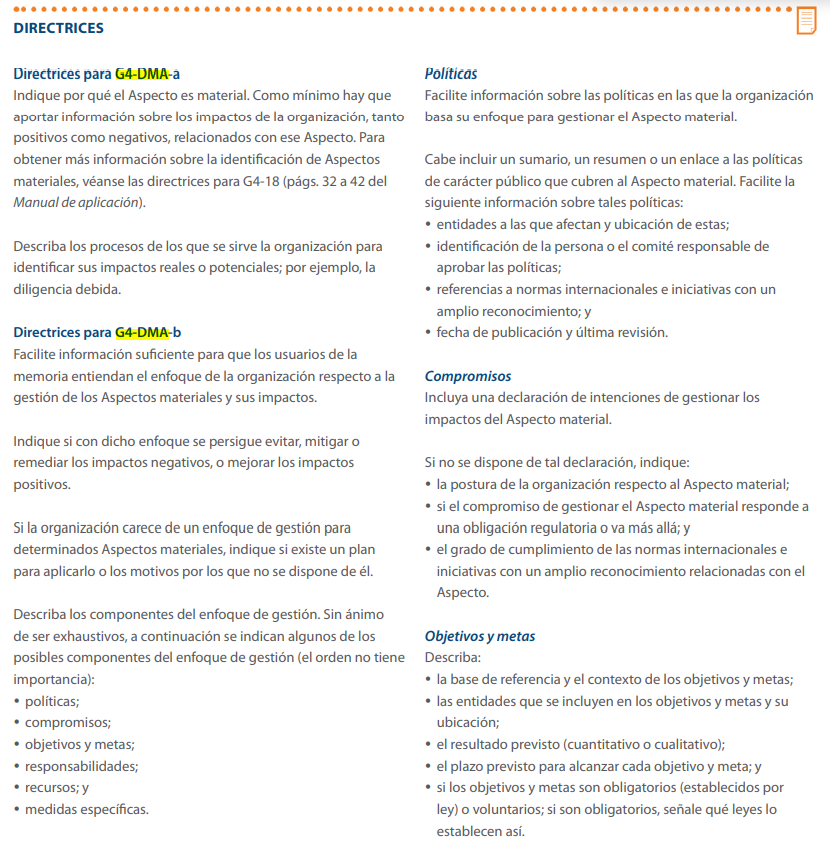 DIRECTRICES
Directrices para G4-DMA-a
Indique por qué el Aspecto es material. Como mínimo hay que
aportar información sobre los impactos de la organización, tanto
positivos como negativos, relacionados con ese Aspecto. Para
obtener más información sobre la identificación de Aspectos
materiales, véanse las directrices para G4-18 (págs. 32 a 42 del
Manual de aplicación).
Describa los procesos de los que se sirve la organización para
identificar sus impactos reales o potenciales; por ejemplo, la
diligencia debida.
Directrices para G4-DMA-b
Facilite información suficiente para que los usuarios de la
memoria entiendan el enfoque de la organización respecto a la
gestión de los Aspectos materiales y sus impactos.
Indique si con dicho enfoque se persigue evitar, mitigar o
remediar los impactos negativos, o mejorar los impactos
positivos.
Si la organización carece de un enfoque de gestión para
determinados Aspectos materiales, indique si existe un plan
para aplicarlo o los motivos por los que no se dispone de él.
Describa los componentes del enfoque de gestión. Sin ánimo
de ser exhaustivos, a continuación se indican algunos de los
posibles componentes del enfoque de gestión (el orden no tiene
importancia):
• políticas;
• compromisos;
• objetivos y metas;
• responsabilidades;
• recursos; y
• medidas específicas.
Políticas
Facilite información sobre las políticas en las que la organización
basa su enfoque para gestionar el Aspecto material.
Cabe incluir un sumario, un resumen o un enlace a las políticas
de carácter público que cubren al Aspecto material. Facilite la
siguiente información sobre tales políticas:
• entidades a las que afectan y ubicación de estas;
• identificación de la persona o el comité responsable de
aprobar las políticas;
• referencias a normas internacionales e iniciativas con un
amplio reconocimiento; y
• fecha de publicación y última revisión.
Compromisos
Incluya una declaración de intenciones de gestionar los
impactos del Aspecto material.
Si no se dispone de tal declaración, indique:
• la postura de la organización respecto al Aspecto material;
• si el compromiso de gestionar el Aspecto material responde a
una obligación regulatoria o va más allá; y
• el grado de cumplimiento de las normas internacionales e
iniciativas con un amplio reconocimiento relacionadas con el
Aspecto.
Objetivos y metas
Describa:
• la base de referencia y el contexto de los objetivos y metas;
• las entidades que se incluyen en los objetivos y metas y su
ubicación;
• el resultado previsto (cuantitativo o cualitativo);
• el plazo previsto para alcanzar cada objetivo y meta; y
• si los objetivos y metas son obligatorios (establecidos por
ley) o voluntarios; si son obligatorios, señale qué leyes lo
establecen así.